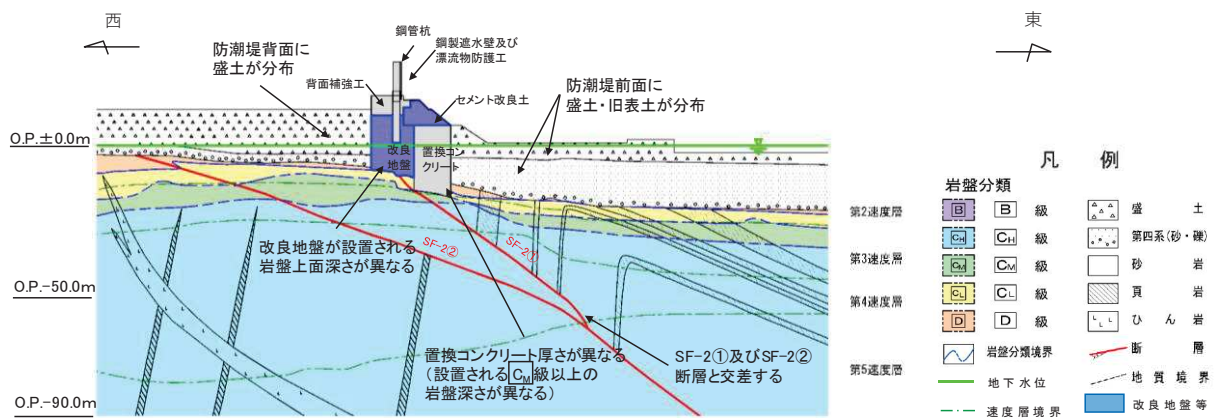 西
東
鋼管杭
鋼製遮水壁及び
漂流物防護工
防潮堤背面に
盛土が分布
背面補強工
セメント改良土
防潮堤前面に
盛土・旧表土が分布
O.P.±0.0m
改良
地盤
置換コン
クリート
改良地盤が設置される
岩盤上面深さが異なる
SF-2②
SF-2①
O.P.-50.0m
置換コンクリート厚さが異なる
(設置されるCM級以上の
岩盤深さが異なる)
SF-2①及びSF-2②
断層と交差する
O.P.-90.0m
第2速度層
第3速度層
第4速度層
第5速度層
凡 例
岩盤分類
B B 級
CH CH 級
CM CM 級
CL CL 級
D D 級
岩盤分類境界
地下水位
速度層境界
盛 土
第四系(砂・礫)
砂 岩
頁 岩
ひ ん 岩
断 層
地質境界
改良地盤等